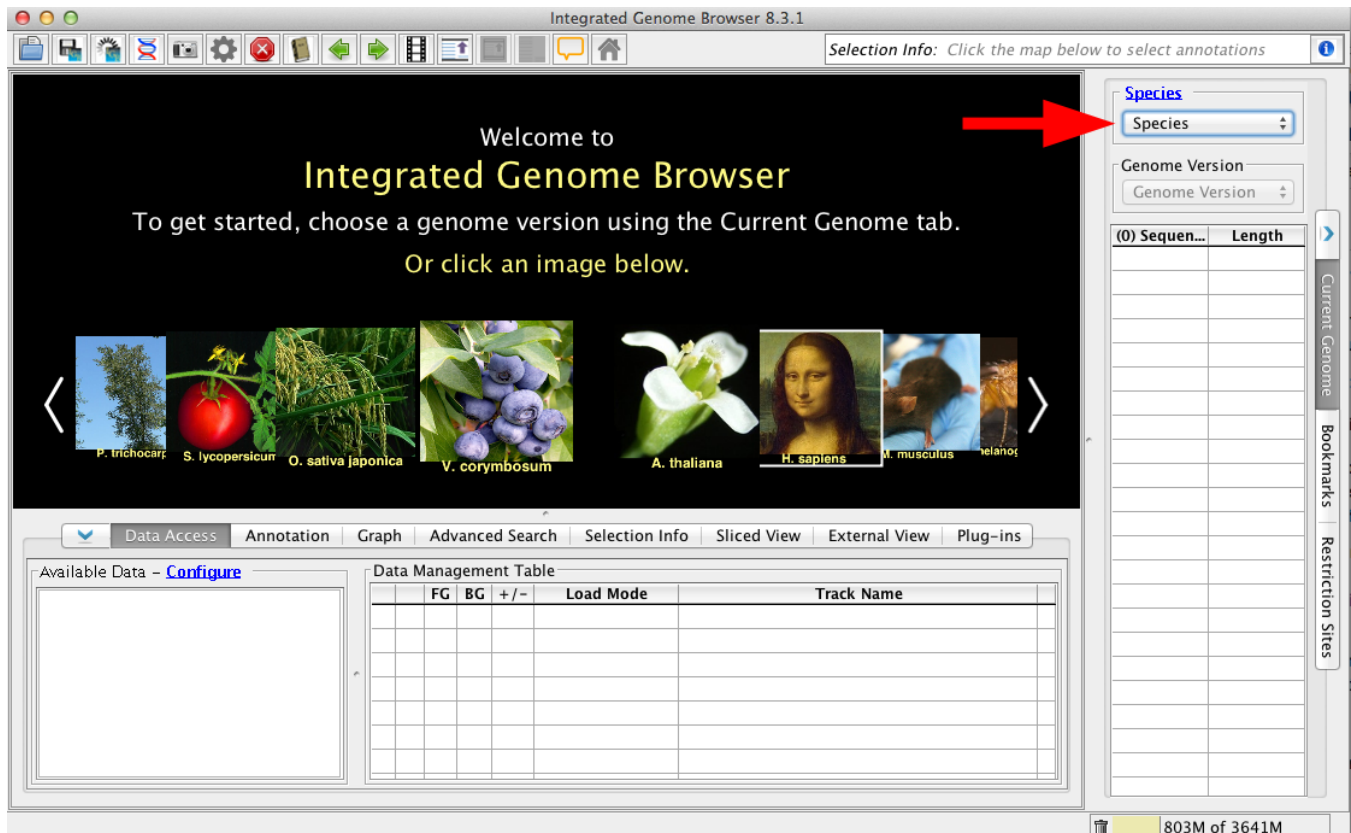 Integrated Genome Browser 8.3.1
Selection Info: Click the map below to select annotations
Welcome to
Integrated Genome Browser
To get started, choose a genome version using the Current Genome tab.
Or click an image below.
P. trichocarp
S. lycopersicum
O. sativa japonica
V. corymbosum
A. thaliana
H. sapiens
M. musculus
melanog
Species
Species
Genome Version
Genome Version
(0) Sequen... Length
Current Genome
Bookmarks
Restriction Sites
Data Access Annotation Graph Advanced Search Selection Info Sliced View External View Plug-ins
Available Data - Configure
Data Management Table
FG BG +/- Load Mode Track Name
803M of 3641M